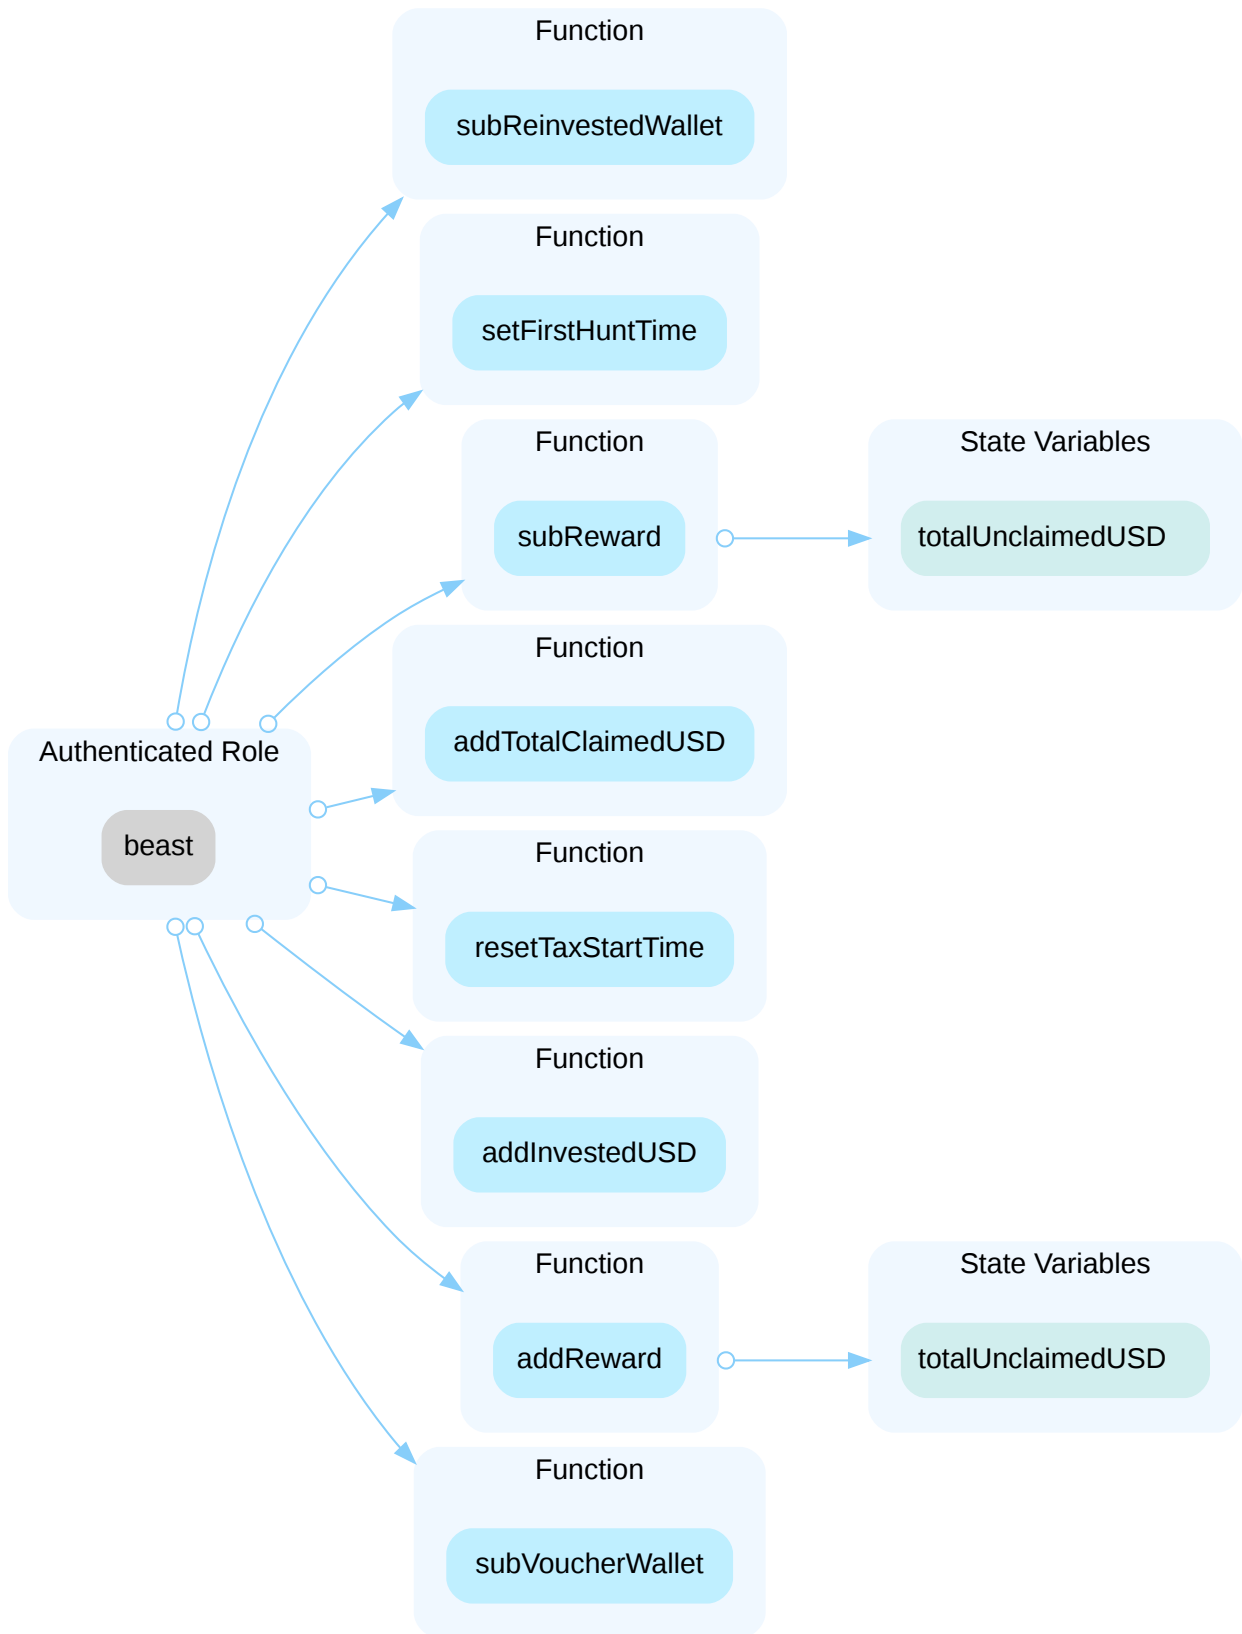 Function
subReinvestedWallet
Function
setFirstHuntTime
Function
State Variables
subReward
totalUnclaimedUSD
Function
addTotalClaimedUSD
Authenticated Role
beast
Function
resetTaxStartTime
Function
addInvestedUSD
Function
State Variables
addReward
totalUnclaimedUSD
Function
subVoucherWallet